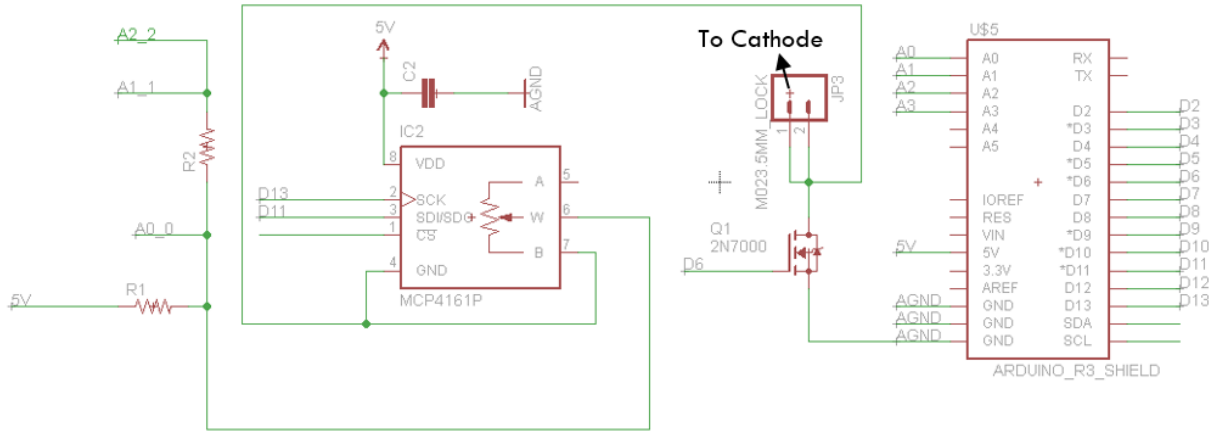 A2_2
A1_1
R2
A0_0
5V
R1
5V
C2
AGND
IC2
8 VDD
D13 2 SCK
D11 3 SDI/SDO
1 CS
4 GND
A 5
W 6
B 7
MCP4161P
To Cathode
JP3
M023.5MM_LOCK
1 2
Q1
2N7000
D6
U$5
A0 A0 RX
A1 A1 TX
A2 A2
A3 A3 D2 D2
A4 *D3 D3
A5 D4 D4
*D5 D5
*D6 D6
IOREF D7 D7
RES D8 D8
VIN *D9 D9
5V 5V *D10 D10
3.3V *D11 D11
AREF D12 D12
AGND GND D13 D13
AGND GND SDA
AGND GND SCL
ARDUINO_R3_SHIELD